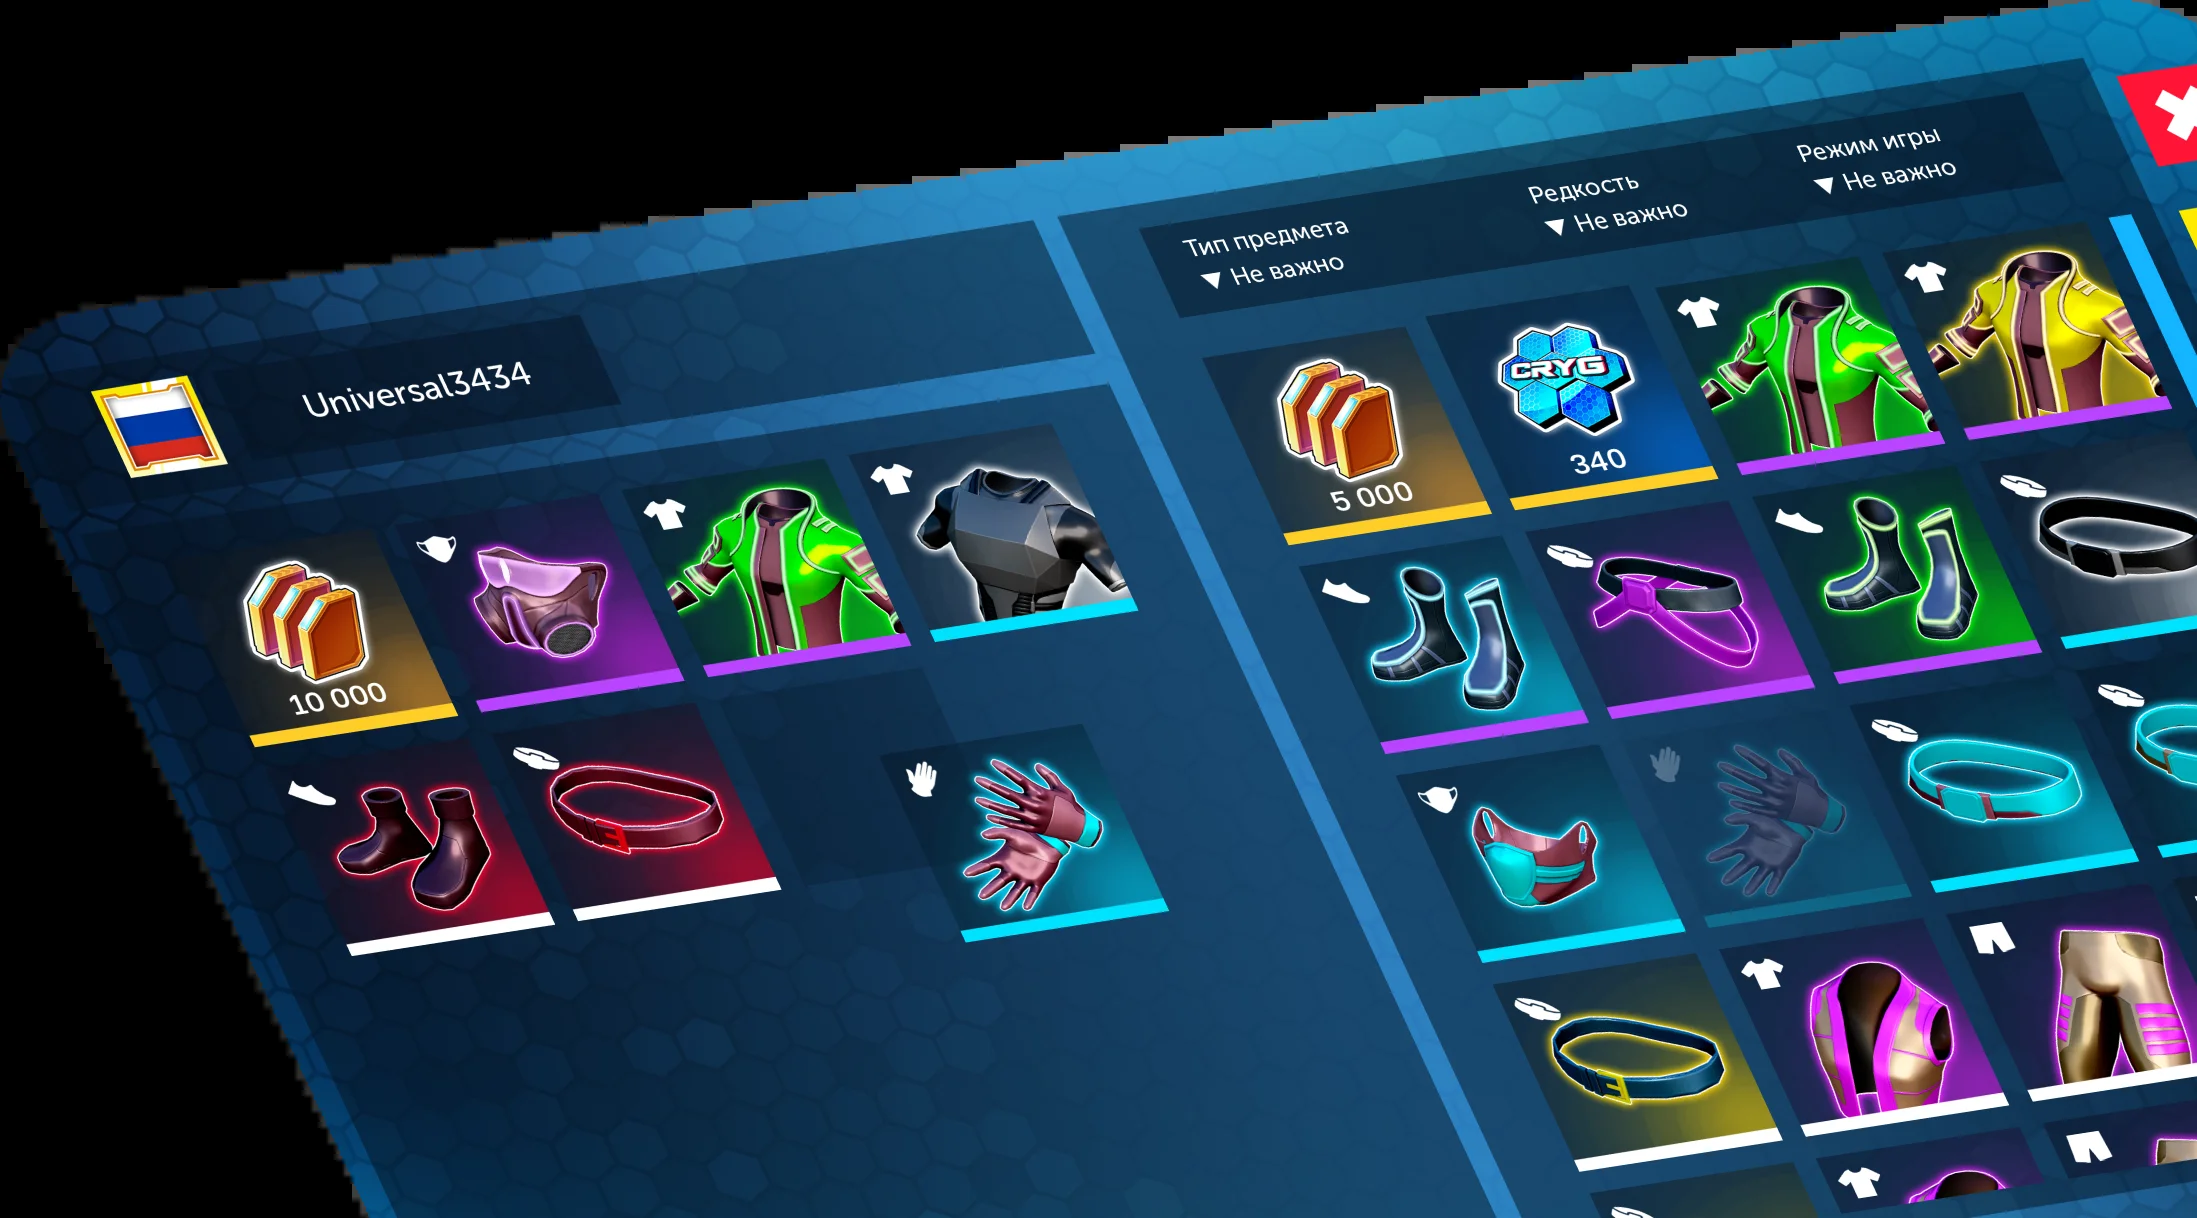 Universal3434
10 000
Тип предмета
Не важно
Редкость
Не важно
Режим игры
Не важно
5 000
CRYG
340